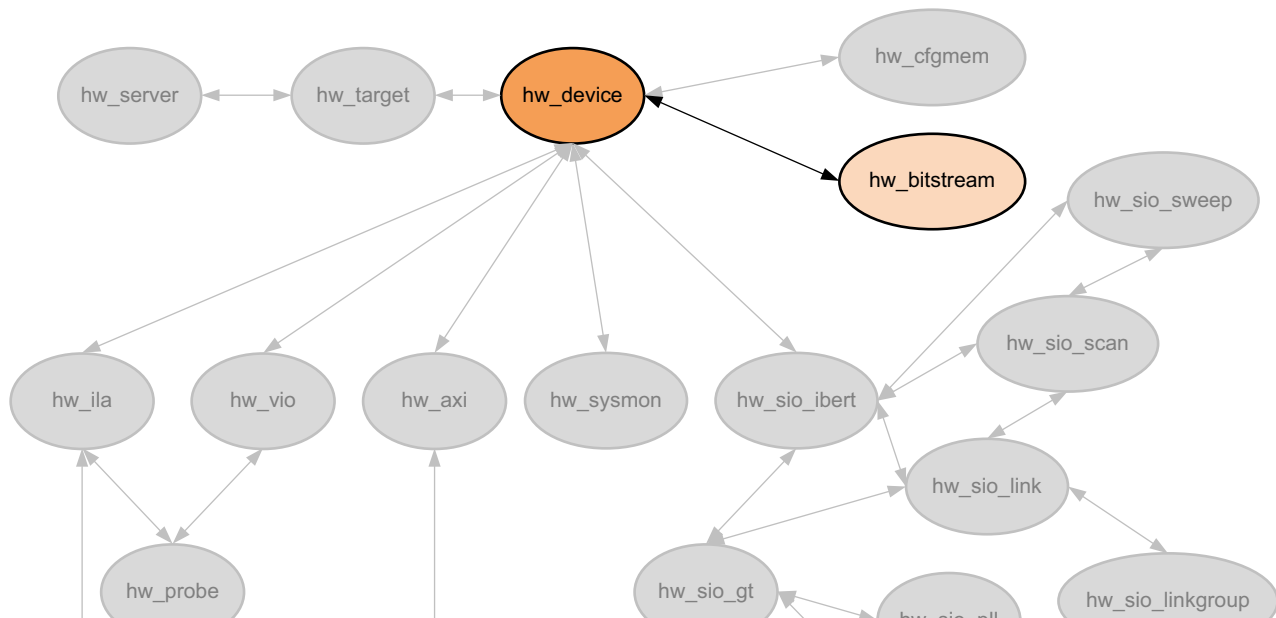 hw_server
hw_target
hw_device
hw_cfgmem
hw_bitstream
hw_sio_sweep
hw_sio_scan
hw_ila
hw_vio
hw_axi
hw_sysmon
hw_sio_ibert
hw_sio_link
hw_probe
hw_sio_gt
hw_sio_linkgroup